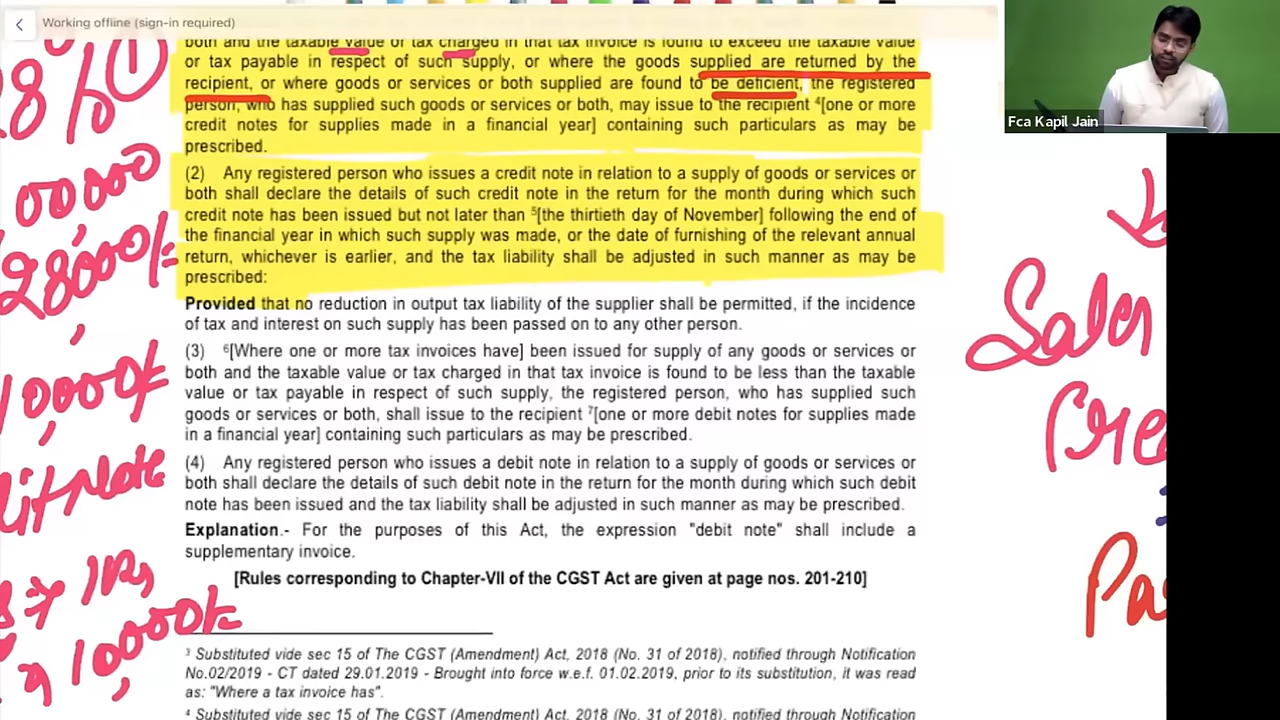 Working offline (sign-in required)
both and the taxable value or tax charged in that tax invoice is found to exceed the taxable value
or tax payable in respect of such supply, or where the goods supplied are returned by the
recipient, or where goods or services or both supplied are found to be deficient, the registered
person, who has supplied such goods or services or both, may issue to the recipient 4[one or more
credit notes for supplies made in a financial year] containing such particulars as may be
prescribed.
(2) Any registered person who issues a credit note in relation to a supply of goods or services or
both shall declare the details of such credit note in the return for the month during which such
credit note has been issued but not later than 5[the thirtieth day of November] following the end of
the financial year in which such supply was made, or the date of furnishing of the relevant annual
return, whichever is earlier, and the tax liability shall be adjusted in such manner as may be
prescribed:
Provided that no reduction in output tax liability of the supplier shall be permitted, if the incidence
of tax and interest on such supply has been passed on to any other person.
(3) 6[Where one or more tax invoices have] been issued for supply of any goods or services or
both and the taxable value or tax charged in that tax invoice is found to be less than the taxable
value or tax payable in respect of such supply, the registered person, who has supplied such
goods or services or both, shall issue to the recipient 7[one or more debit notes for supplies made
in a financial year] containing such particulars as may be prescribed.
(4) Any registered person who issues a debit note in relation to a supply of goods or services or
both shall declare the details of such debit note in the return for the month during which such debit
note has been issued and the tax liability shall be adjusted in such manner as may be prescribed.
Explanation.- For the purposes of this Act, the expression "debit note" shall include a
supplementary invoice.
[Rules corresponding to Chapter-VII of the CGST Act are given at page nos. 201-210]
3 Substituted vide sec 15 of The CGST (Amendment) Act, 2018 (No. 31 of 2018), notified through Notification
No.02/2019 - CT dated 29.01.2019 - Brought into force w.e.f. 01.02.2019, prior to its substitution, it was read
as: "Where a tax invoice has".
4 Substituted vide sec 15 of The CGST (Amendment) Act, 2018 (No. 31 of 2018), notified through Notification
8%
00000
28000/-
10,000/-
dit Note
10,000/-
Fca Kapil Jain
Sales
Cre
Pa